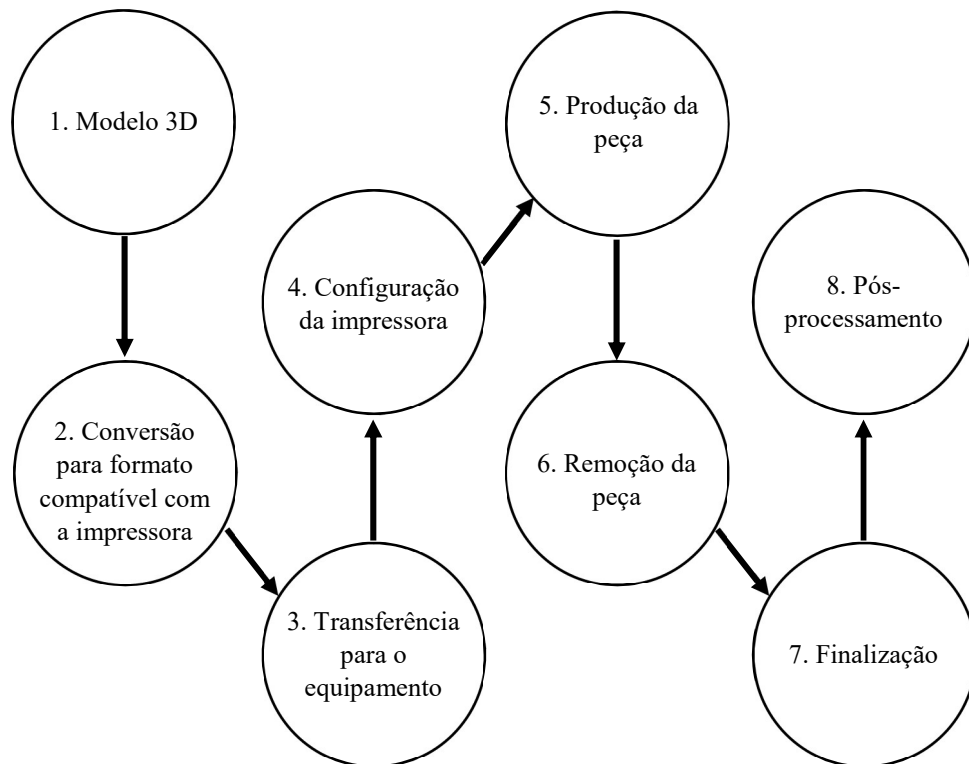 1. Modelo 3D
2. Conversão
para formato
compatível com
a impressora
3. Transferência
para o
equipamento
4. Configuração
da impressora
5. Produção da
peça
6. Remoção da
peça
7. Finalização
8. Pós-
processamento